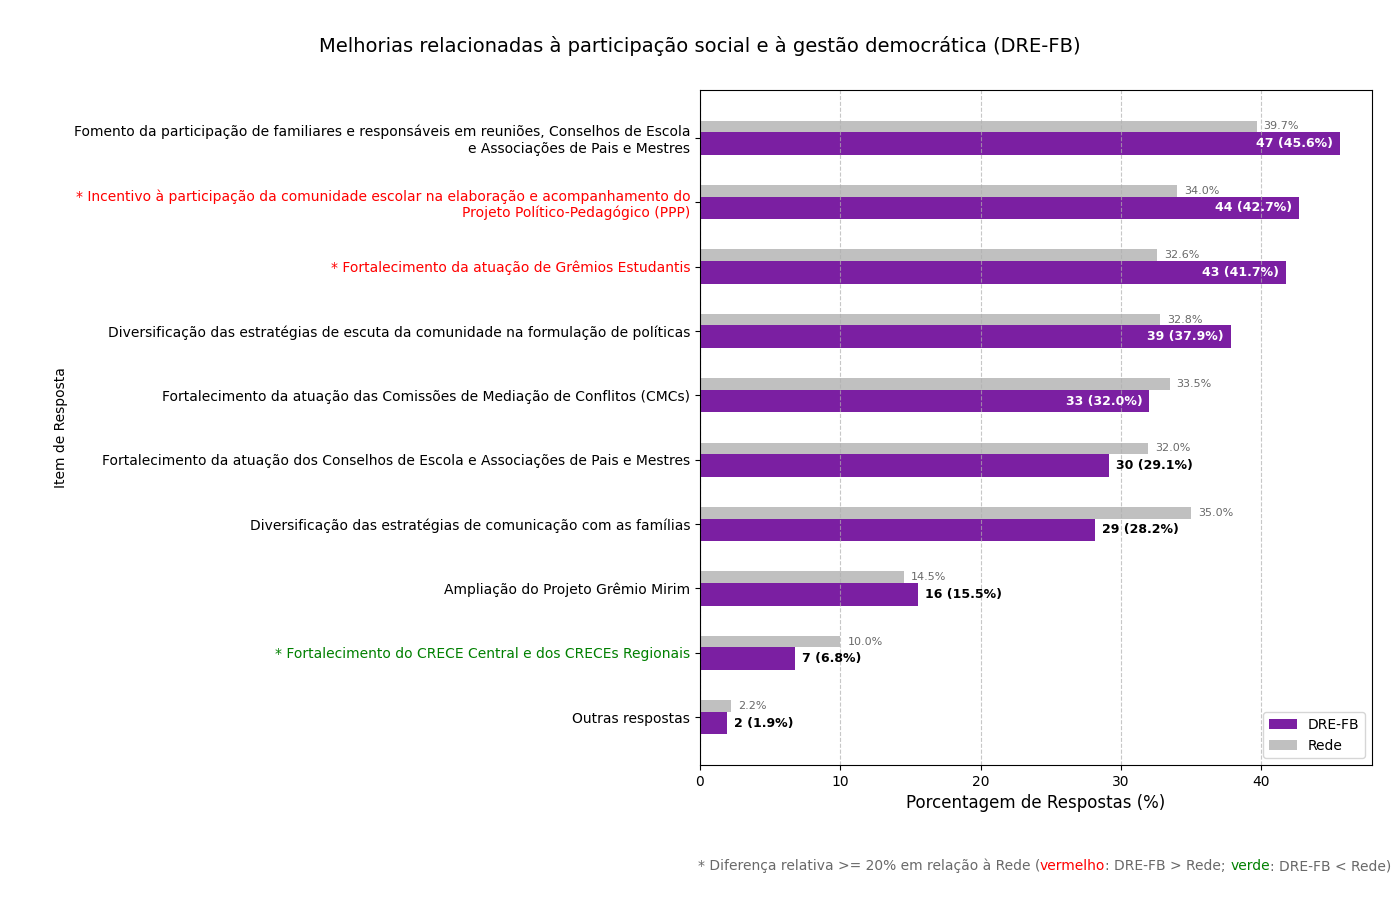 Melhorias relacionadas à participação social e à gestão democrática (DRE-FB)
Item de Resposta
Fomento da participação de familiares e responsáveis em reuniões, Conselhos de Escola
e Associações de Pais e Mestres
39.7%
47 (45.6%)
* Incentivo à participação da comunidade escolar na elaboração e acompanhamento do
Projeto Político-Pedagógico (PPP)
34.0%
44 (42.7%)
* Fortalecimento da atuação de Grêmios Estudantis
32.6%
43 (41.7%)
Diversificação das estratégias de escuta da comunidade na formulação de políticas
32.8%
39 (37.9%)
Fortalecimento da atuação das Comissões de Mediação de Conflitos (CMCs)
33.5%
33 (32.0%)
Fortalecimento da atuação dos Conselhos de Escola e Associações de Pais e Mestres
32.0%
30 (29.1%)
Diversificação das estratégias de comunicação com as famílias
35.0%
29 (28.2%)
Ampliação do Projeto Grêmio Mirim
14.5%
16 (15.5%)
* Fortalecimento do CRECE Central e dos CRECEs Regionais
10.0%
7 (6.8%)
Outras respostas
2.2%
2 (1.9%)
DRE-FB
Rede
0 10 20 30 40
Porcentagem de Respostas (%)
* Diferença relativa >= 20% em relação à Rede (vermelho: DRE-FB > Rede; verde: DRE-FB < Rede)